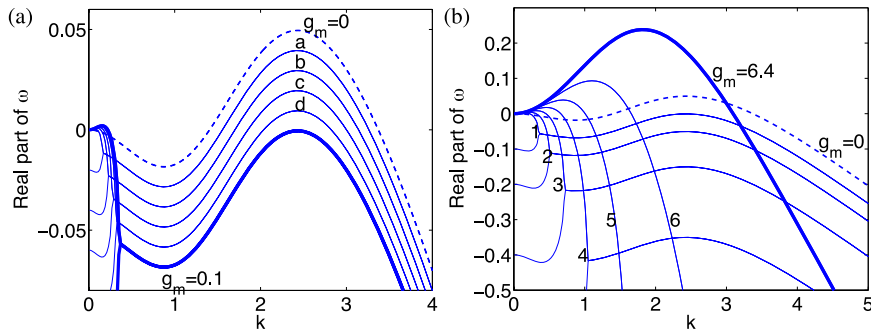 (a)
0.05
0
−0.05
Real part of ω
g_m=0
a
b
c
d
g_m=0.1
0
1
2
3
4
k
(b)
0.2
0.1
0
−0.1
−0.2
−0.3
−0.4
−0.5
Real part of ω
g_m=6.4
g_m=0
1
2
3
4
5
6
0
1
2
3
4
5
k